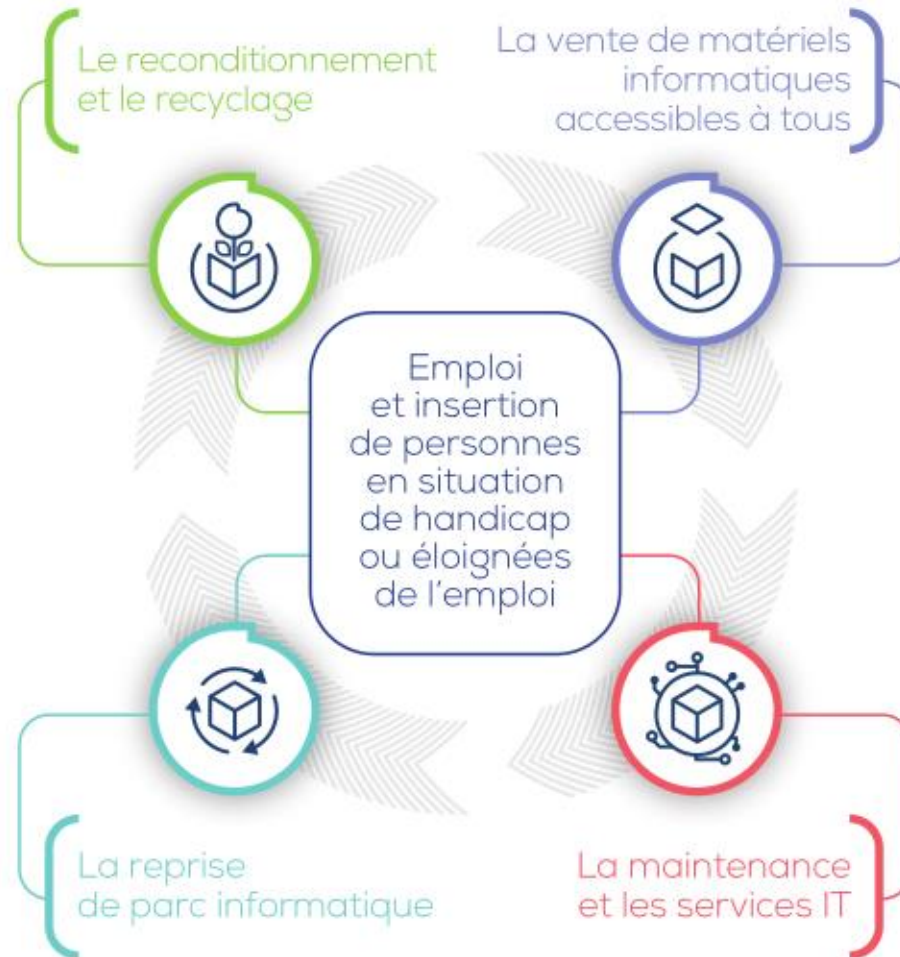 Le reconditionnement
et le recyclage
La vente de matériels
informatiques
accessibles à tous
Emploi
et insertion
de personnes
en situation
de handicap
ou éloignées
de l'emploi
La reprise
de parc informatique
La maintenance
et les services IT